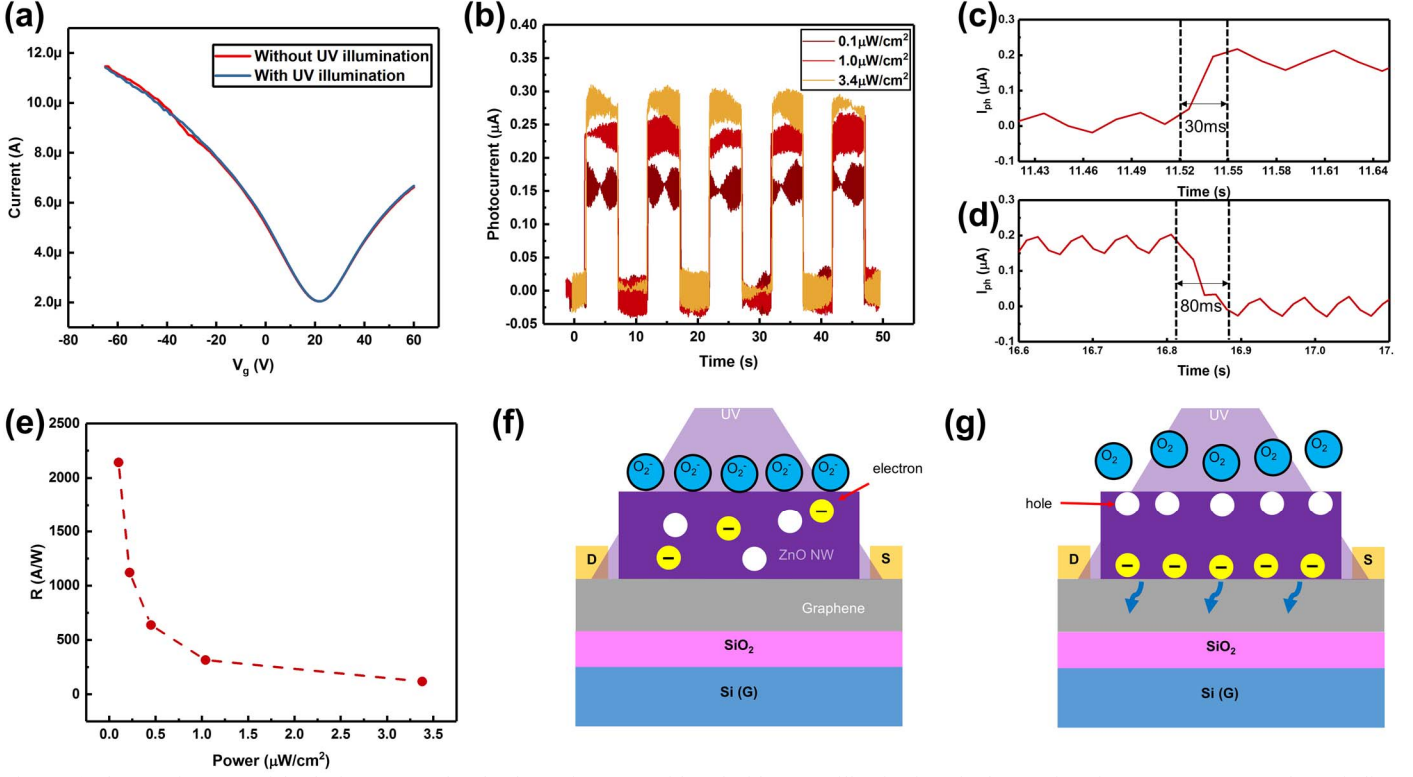 (a)
12.0μ
10.0μ
8.0μ
6.0μ
4.0μ
2.0μ
Current (A)
-80 -60 -40 -20 0 20 40 60 80
Vg (V)
Without UV illumination
With UV illumination
(b)
0.40
0.35
0.30
0.25
0.20
0.15
0.10
0.05
0.00
-0.05
Photocurrent (μA)
0 10 20 30 40 50
Time (s)
0.1μW/cm²
1.0μW/cm²
3.4μW/cm²
(c)
0.3
0.2
0.1
0.0
-0.1
Iph (μA)
30ms
11.43 11.46 11.49 11.52 11.55 11.58 11.61 11.64
Time (s)
(d)
0.3
0.2
0.1
0.0
-0.1
Iph (μA)
80ms
16.6 16.7 16.8 16.9 17.0 17.
Time (s)
(e)
2500
2250
1750
1500
1000
500
0
R (A/W)
0.0 0.5 1.0 1.5 2.0 2.5 3.0 3.5
Power (μW/cm²)
(f)
UV
O₂⁻ O₂⁻ O₂⁻ O₂⁻ O₂⁻
electron
D
ZnO NW
S
Graphene
SiO₂
Si (G)
(g)
UV
O₂ O₂ O₂ O₂ O₂
hole
D
S
SiO₂
Si (G)